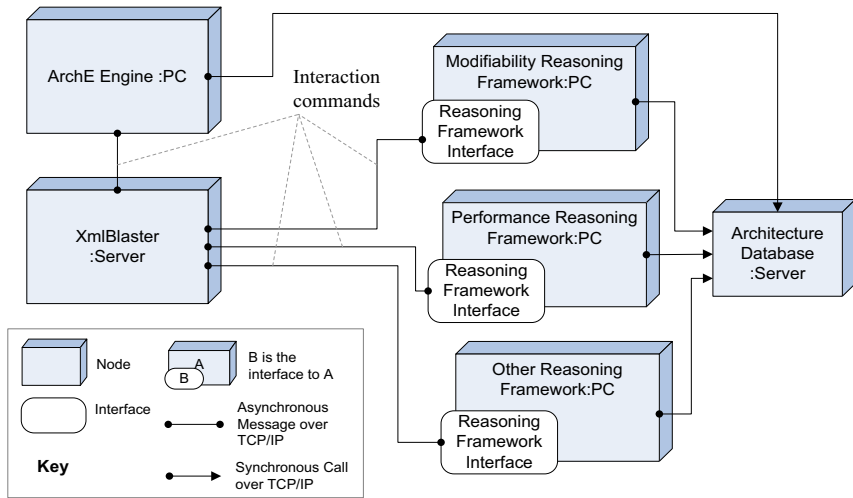 ArchE Engine :PC
Interaction
commands
Modifiability Reasoning
Framework:PC
Reasoning
Framework
Interface
XmlBlaster
:Server
Performance Reasoning
Framework:PC
Reasoning
Framework
Interface
Architecture
Database
:Server
Other Reasoning
Framework:PC
Reasoning
Framework
Interface
Node
A
B
B is the
interface to A
Interface
Asynchronous
Message over
TCP/IP
Key
Synchronous Call
over TCP/IP